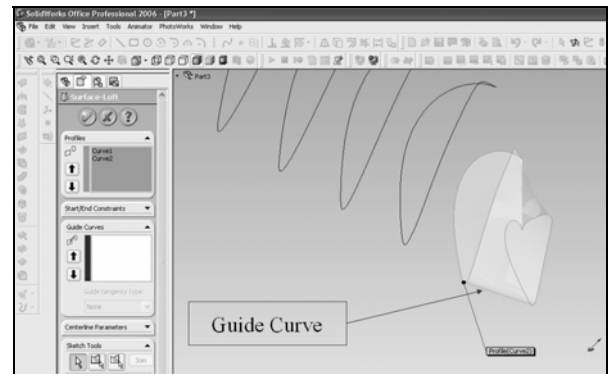 SolidWorks Office Professional 2006 - [Part3 *]
File Edit View Insert Tools Animator PhotoWorks Window Help
Part3
Surface-Loft
Profiles
Curve1
Curve2
Start/End Constraints
Guide Curves
Guide tangency type:
None
Centerline Parameters
Sketch Tools
Join
Guide Curve
Profile(Curve2)